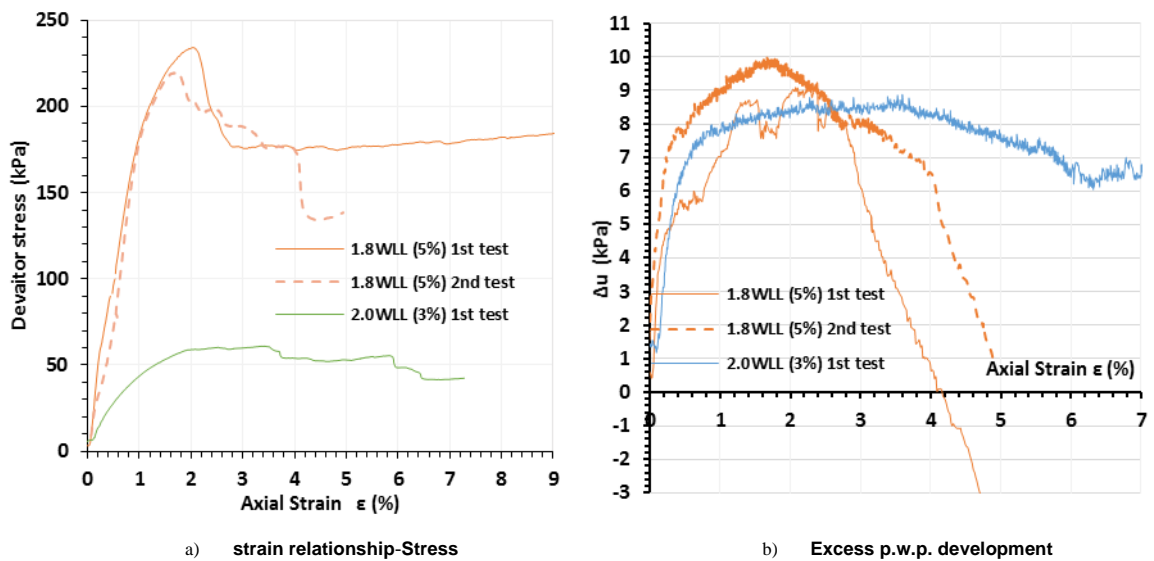 250
200
150
100
50
0
Devaitor stress (kPa)
0 1 2 3 4 5 6 7 8 9
Axial Strain ε (%)
1.8WLL (5%) 1st test
1.8WLL (5%) 2nd test
2.0WLL (3%) 1st test
a) strain relationship-Stress
11
10
9
8
7
6
5
4
3
2
1
0
-1
-2
-3
Δu (kPa)
1.8WLL (5%) 1st test
1.8WLL (5%) 2nd test
2.0WLL (3%) 1st test
Axial Strain ε (%)
0 1 2 3 4 5 6 7
b) Excess p.w.p. development